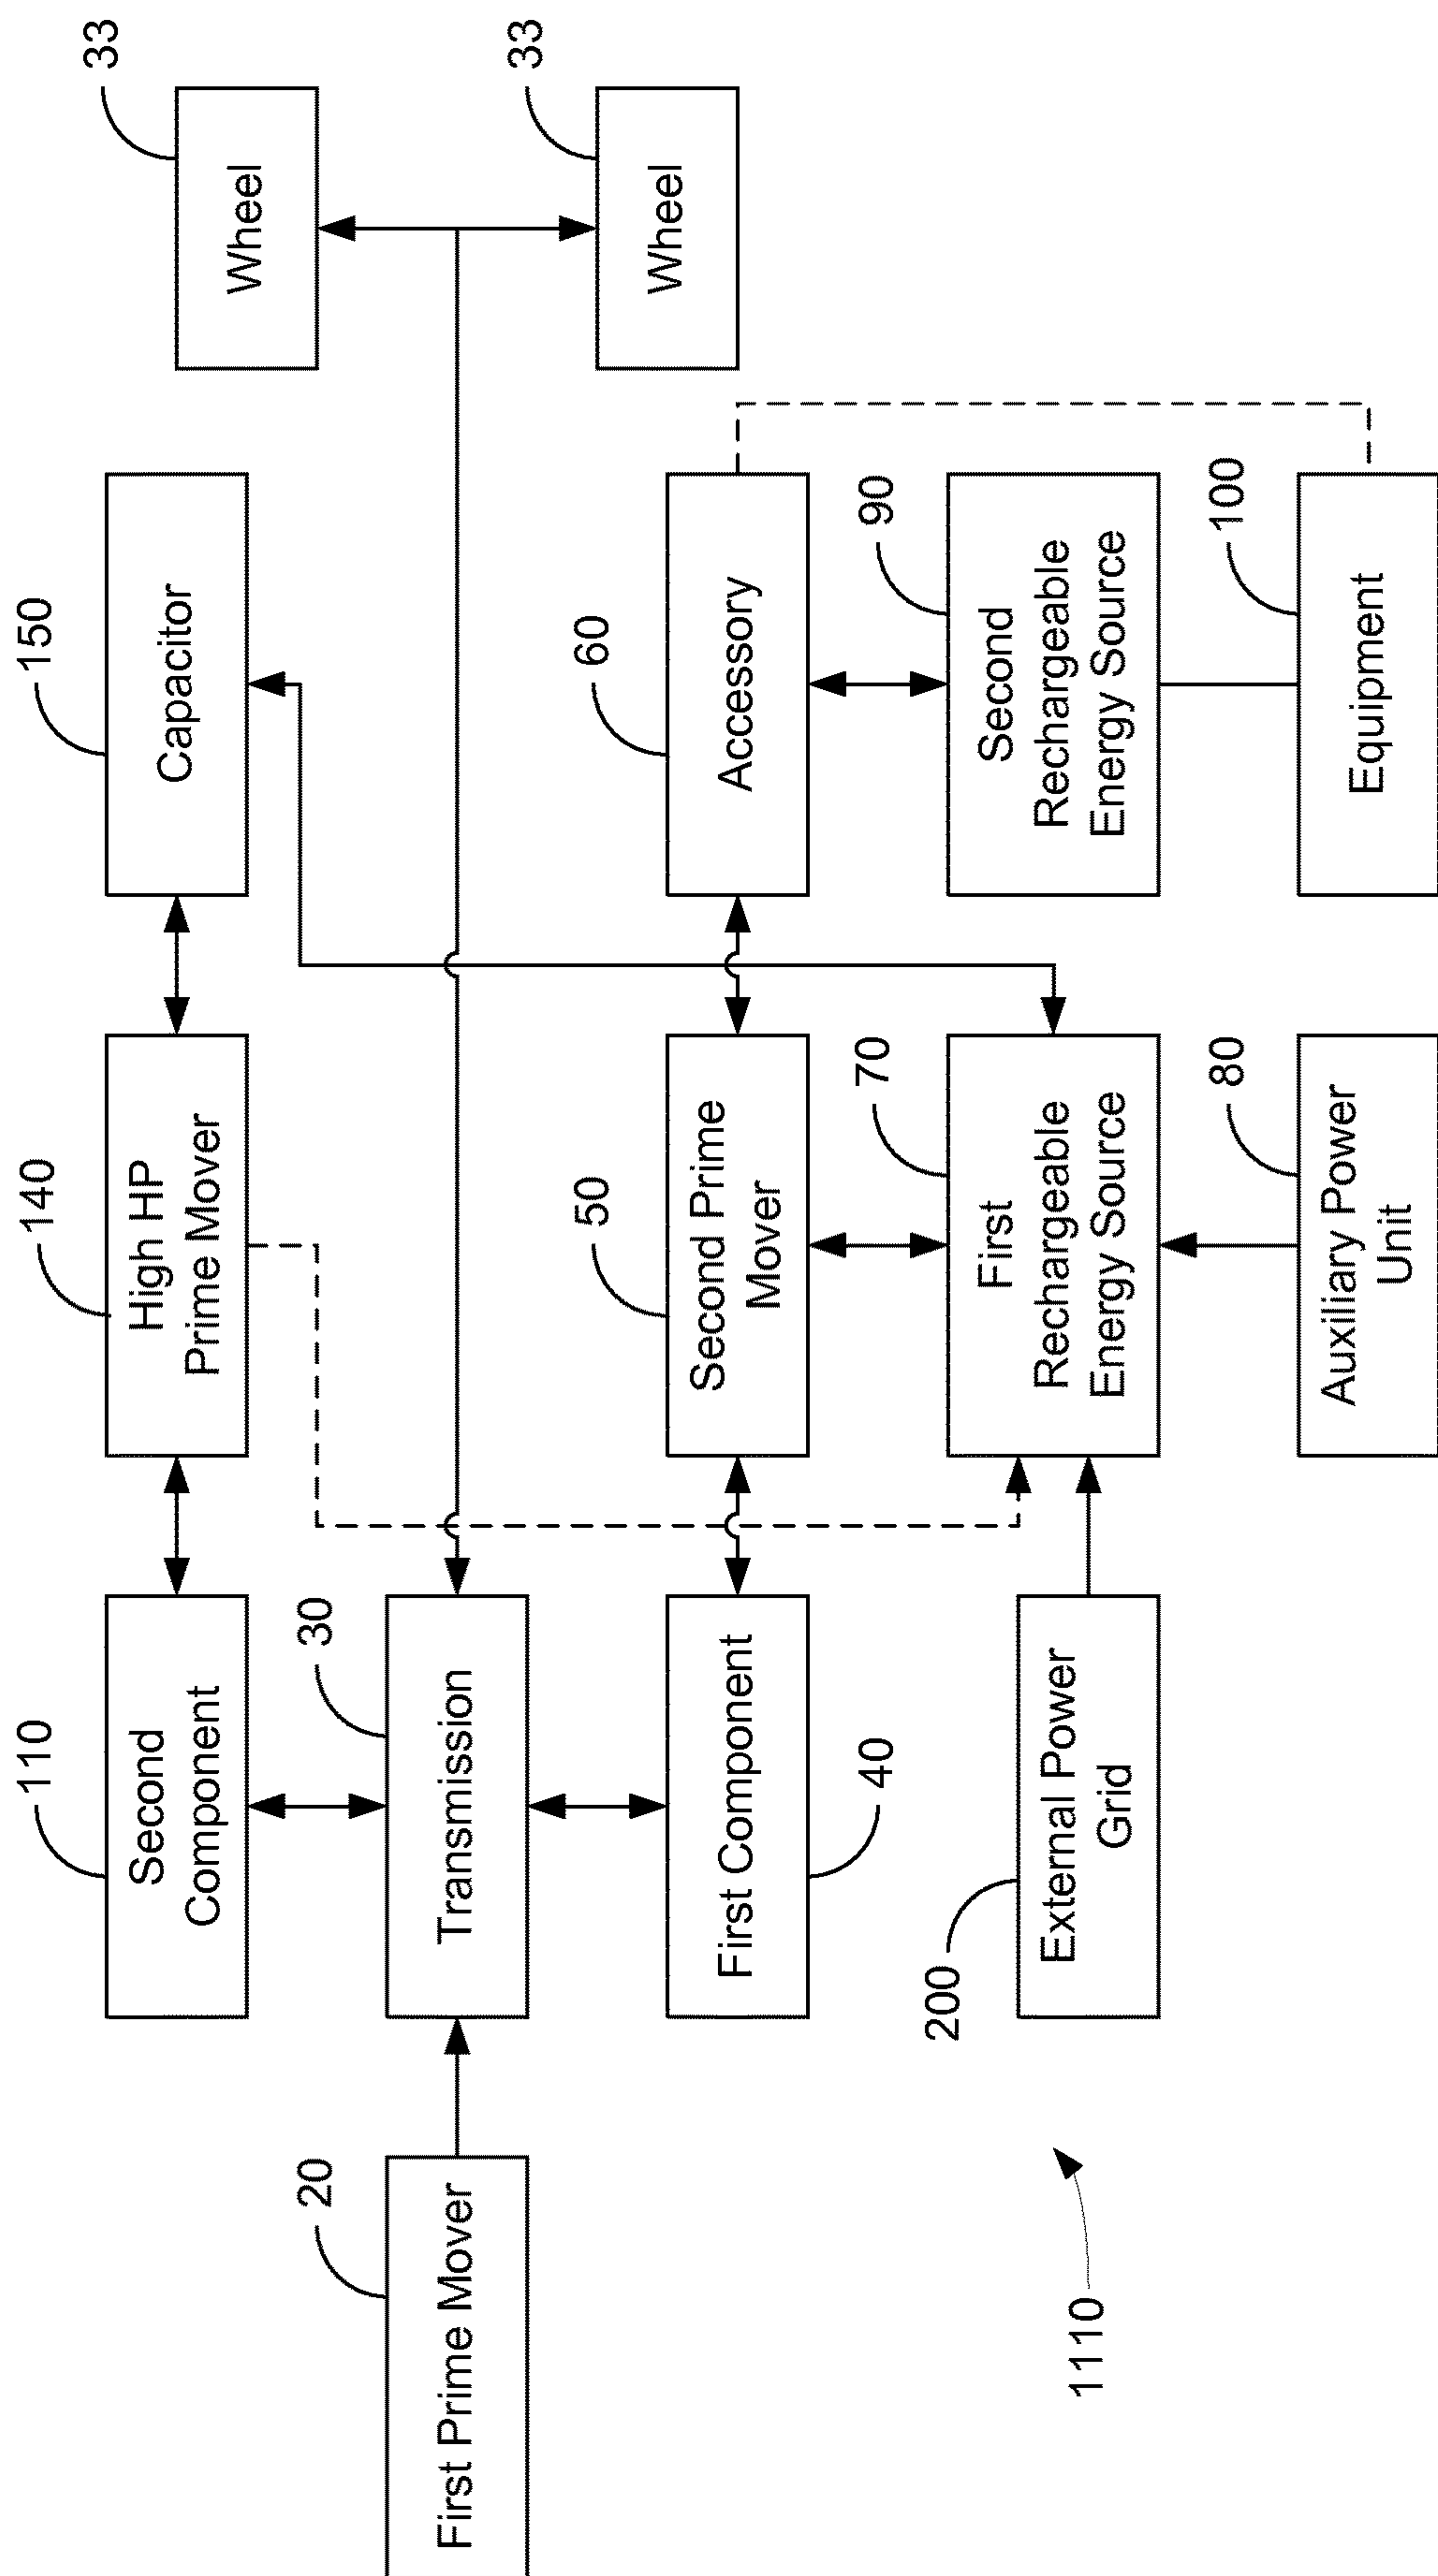 110
Second
Component
140
High HP
Prime Mover
150
Capacitor
33
Wheel
20
First Prime Mover
30
Transmission
33
Wheel
First Component
40
50
Second Prime
Mover
60
Accessory
200
External Power
Grid
70
First
Rechargeable
Energy Source
90
Second
Rechargeable
Energy Source
1110
80
Auxiliary Power
Unit
100
Equipment